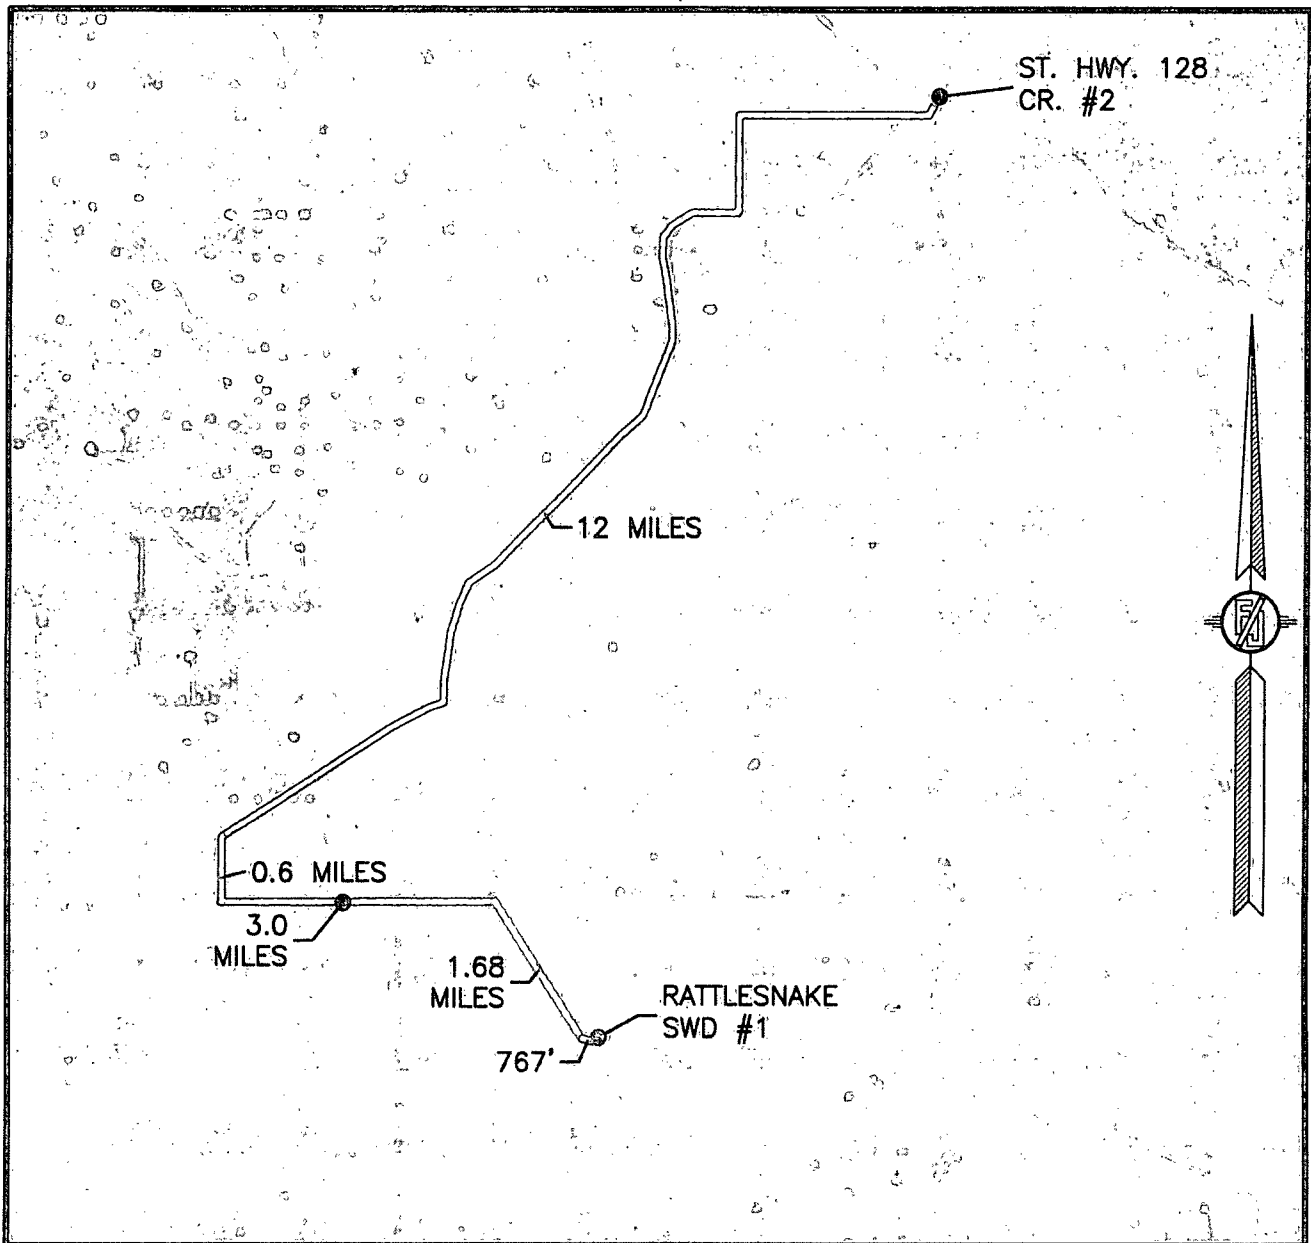 ST. HWY. 128
CR. #2
12 MILES
0.6 MILES
3.0
MILES
1.68
MILES
RATTLESNAKE
SWD #1
767'